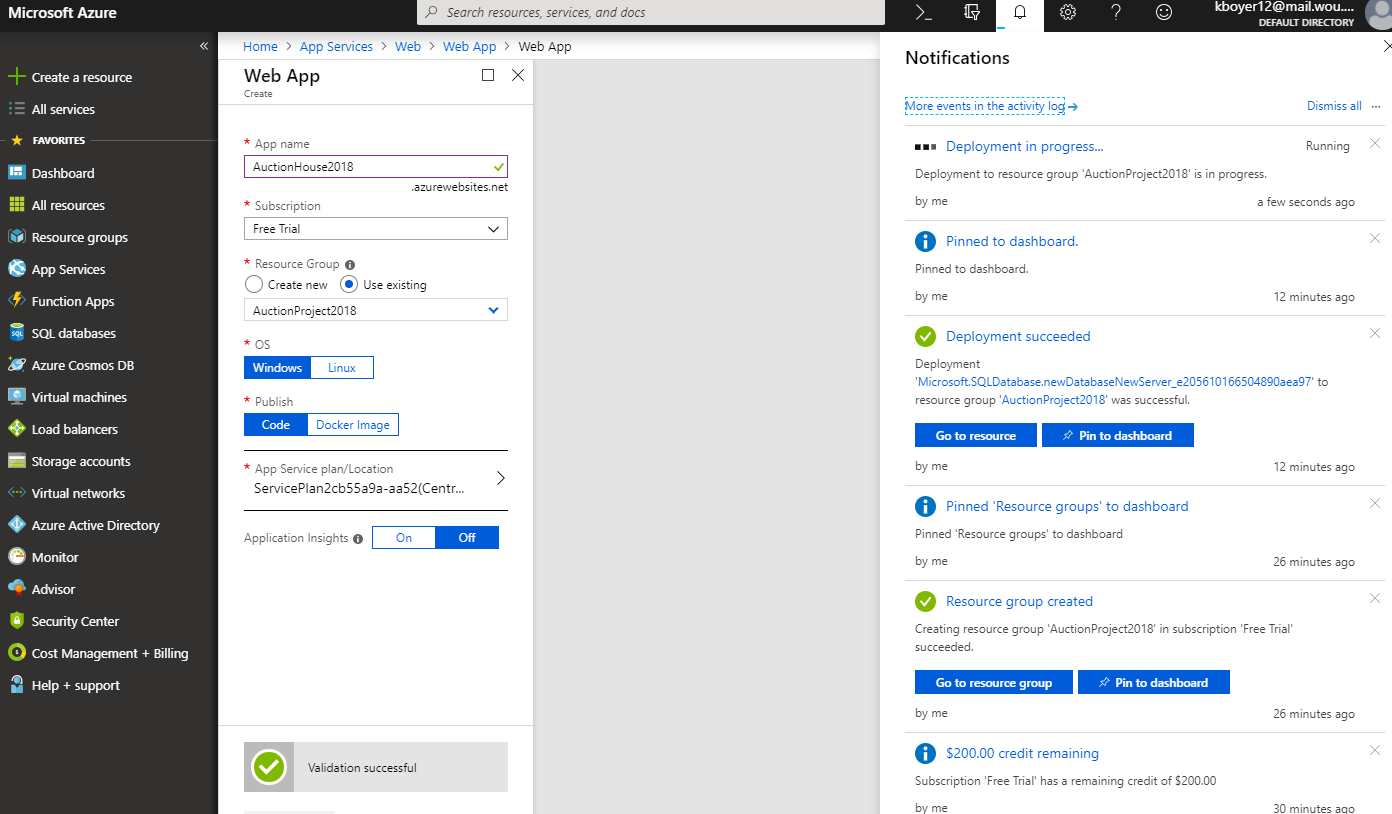 Microsoft Azure
Search resources, services, and docs
kboyer12@mail.wou....
DEFAULT DIRECTORY
Create a resource
All services
FAVORITES
Dashboard
All resources
Resource groups
App Services
Function Apps
SQL databases
Azure Cosmos DB
Virtual machines
Load balancers
Storage accounts
Virtual networks
Azure Active Directory
Monitor
Advisor
Security Center
Cost Management + Billing
Help + support
Home > App Services > Web > Web App > Web App
Web App
Create
* App name
AuctionHouse2018
.azurewebsites.net
* Subscription
Free Trial
* Resource Group
Create new Use existing
AuctionProject2018
* OS
Windows Linux
* Publish
Code Docker Image
* App Service plan/Location
ServicePlan2cb55a9a-aa52(Centr...
Application Insights On Off
Validation successful
Notifications
More events in the activity log →
Dismiss all ...
Deployment in progress... Running
Deployment to resource group 'AuctionProject2018' is in progress.
by me a few seconds ago
Pinned to dashboard.
Pinned to dashboard.
by me 12 minutes ago
Deployment succeeded
Deployment
'Microsoft.SQLDatabase.newDatabaseNewServer_e205610166504890aea97' to
resource group 'AuctionProject2018' was successful.
Go to resource Pin to dashboard
by me 12 minutes ago
Pinned 'Resource groups' to dashboard
Pinned 'Resource groups' to dashboard
by me 26 minutes ago
Resource group created
Creating resource group 'AuctionProject2018' in subscription 'Free Trial'
succeeded.
Go to resource group Pin to dashboard
by me 26 minutes ago
$200.00 credit remaining
Subscription 'Free Trial' has a remaining credit of $200.00
by me 30 minutes ago